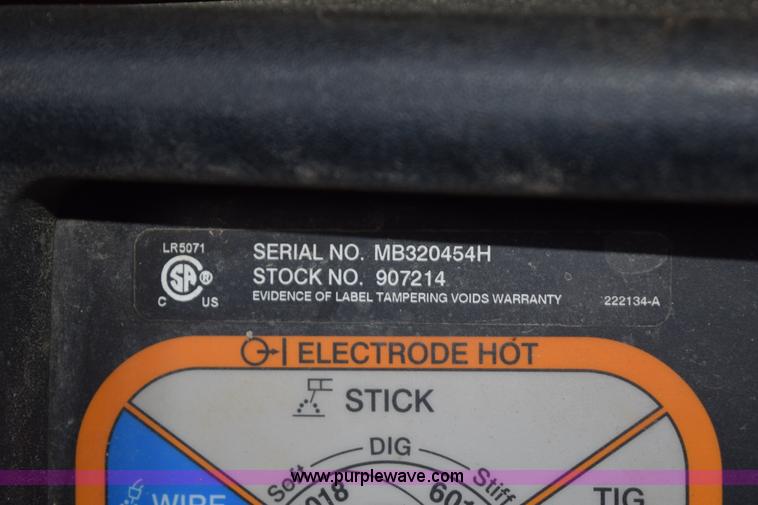 LR5071
SERIAL NO. MB320454H
SA ®
STOCK NO. 907214
C US
EVIDENCE OF LABEL TAMPERING VOIDS WARRANTY 222134-A
ELECTRODE HOT
STICK
DIG
Soft Stiff
www.purplewave.com
WIRE
TIG